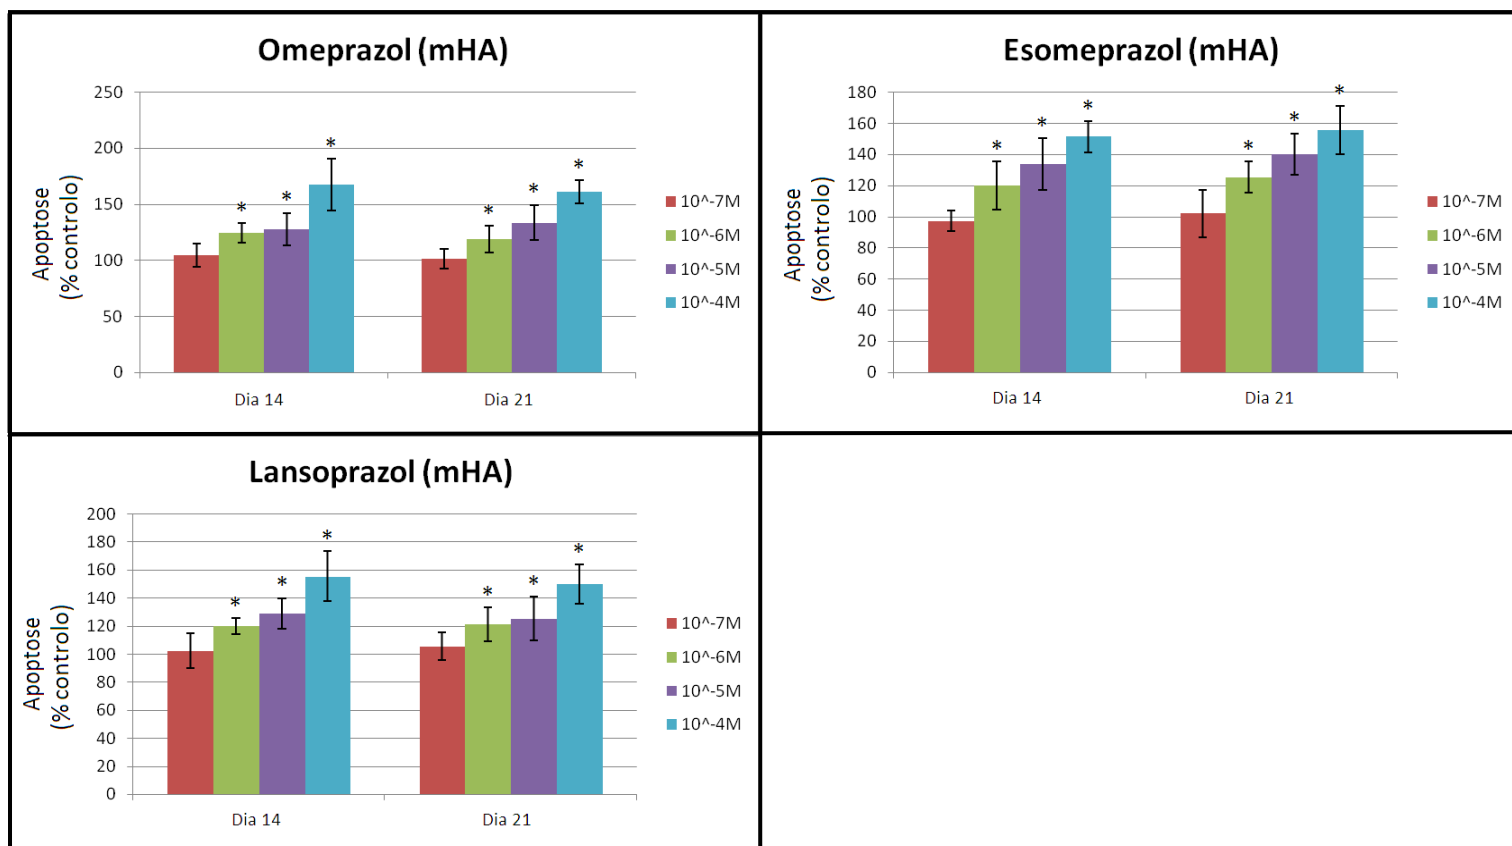 Omeprazol (mHA)
250
200
150
100
50
0
Apoptose
(% controlo)
*
*
*
*
*
*
Dia 14
Dia 21
10^-7M
10^-6M
10^-5M
10^-4M
Esomeprazol (mHA)
180
160
140
120
100
80
60
40
20
0
Apoptose
(% controlo)
*
*
*
*
*
*
Dia 14
Dia 21
10^-7M
10^-6M
10^-5M
10^-4M
Lansoprazol (mHA)
200
180
160
140
120
100
80
60
40
20
0
Apoptose
(% controlo)
*
*
*
*
*
*
Dia 14
Dia 21
10^-7M
10^-6M
10^-5M
10^-4M